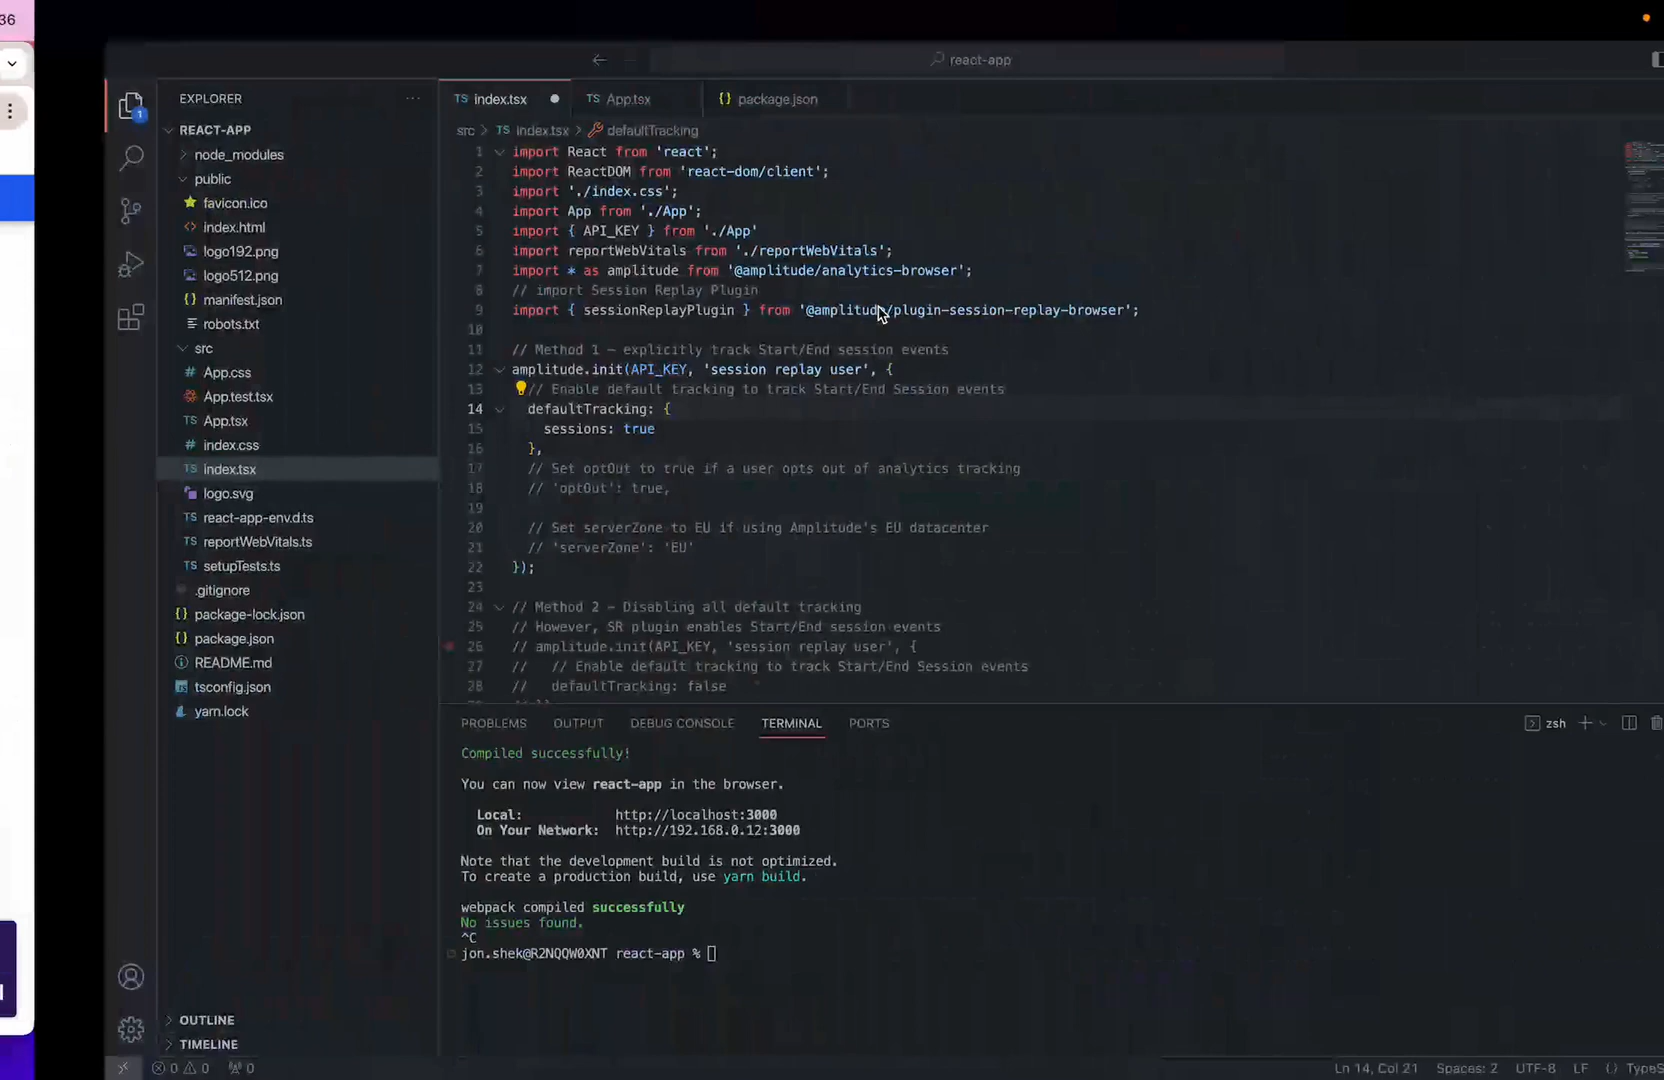 36
react-app
EXPLORER
index.tsx
App.tsx
package.json
REACT-APP
src > TS index.tsx > defaultTracking
node_modules
public
favicon.ico
index.html
logo192.png
logo512.png
manifest.json
robots.txt
src
App.css
App.test.tsx
App.tsx
index.css
index.tsx
logo.svg
react-app-env.d.ts
reportWebVitals.ts
setupTests.ts
.gitignore
package-lock.json
package.json
README.md
tsconfig.json
yarn.lock
OUTLINE
TIMELINE
1 import React from 'react';
2 import ReactDOM from 'react-dom/client';
3 import './index.css';
4 import App from './App';
5 import { API_KEY } from './App'
6 import reportWebVitals from './reportWebVitals';
7 import * as amplitude from '@amplitude/analytics-browser';
8 // import Session Replay Plugin
9 import { sessionReplayPlugin } from '@amplitude/plugin-session-replay-browser';
10
11 // Method 1 – explicitly track Start/End session events
12 amplitude.init(API_KEY, 'session replay user', {
13 // Enable default tracking to track Start/End Session events
14 defaultTracking: {
15 sessions: true
16 },
17 // Set optOut to true if a user opts out of analytics tracking
18 // 'optOut': true,
19
20 // Set serverZone to EU if using Amplitude's EU datacenter
21 // 'serverZone': 'EU'
22 });
23
24 // Method 2 – Disabling all default tracking
25 // However, SR plugin enables Start/End session events
26 // amplitude.init(API_KEY, 'session replay user', {
27 // // Enable default tracking to track Start/End Session events
28 // defaultTracking: false
PROBLEMS OUTPUT DEBUG CONSOLE TERMINAL PORTS
zsh
Compiled successfully!
You can now view react-app in the browser.
Local: http://localhost:3000
On Your Network: http://192.168.0.12:3000
Note that the development build is not optimized.
To create a production build, use yarn build.
webpack compiled successfully
No issues found.
^C
jon.shek@R2NQQW0XNT react-app %
0 0 0
Ln 14, Col 21 Spaces: 2 UTF-8 LF {} TypeS